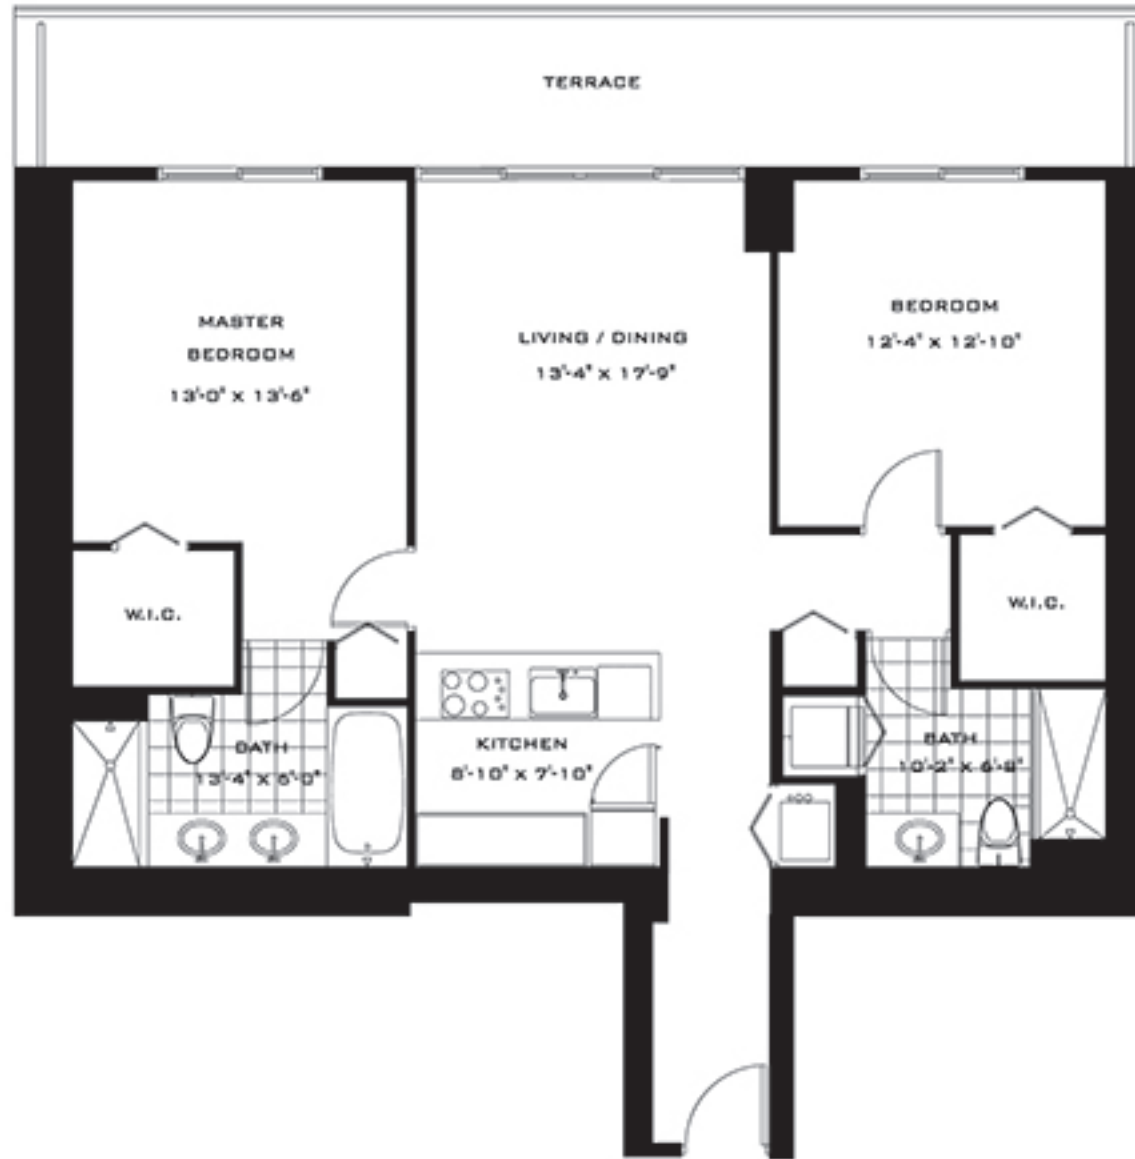 TERRACE
MASTER
BEDROOM
13'-0" X 13'-6"
LIVING / DINING
13'-4" X 17'-9"
BEDROOM
12'-4" X 12'-10"
W.I.C.
W.I.C.
KITCHEN
8'-10" X 7'-10"
BATH
13'-4" X 5'-0"
BATH
10'-2" X 6'-8"